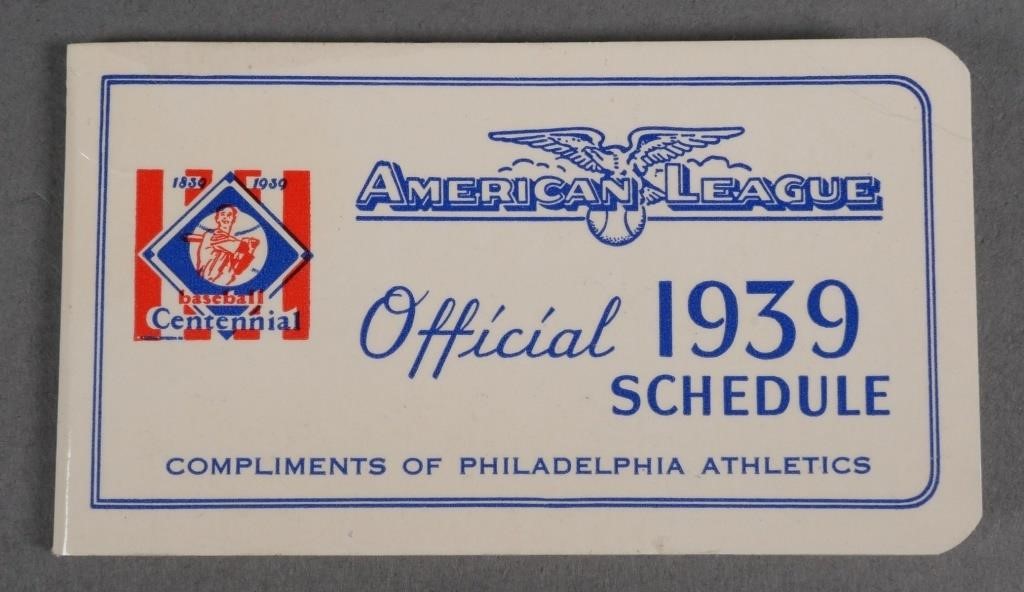 1839 1939
baseball
Centennial
AMERICAN LEAGUE
Official 1939
SCHEDULE
COMPLIMENTS OF PHILADELPHIA ATHLETICS